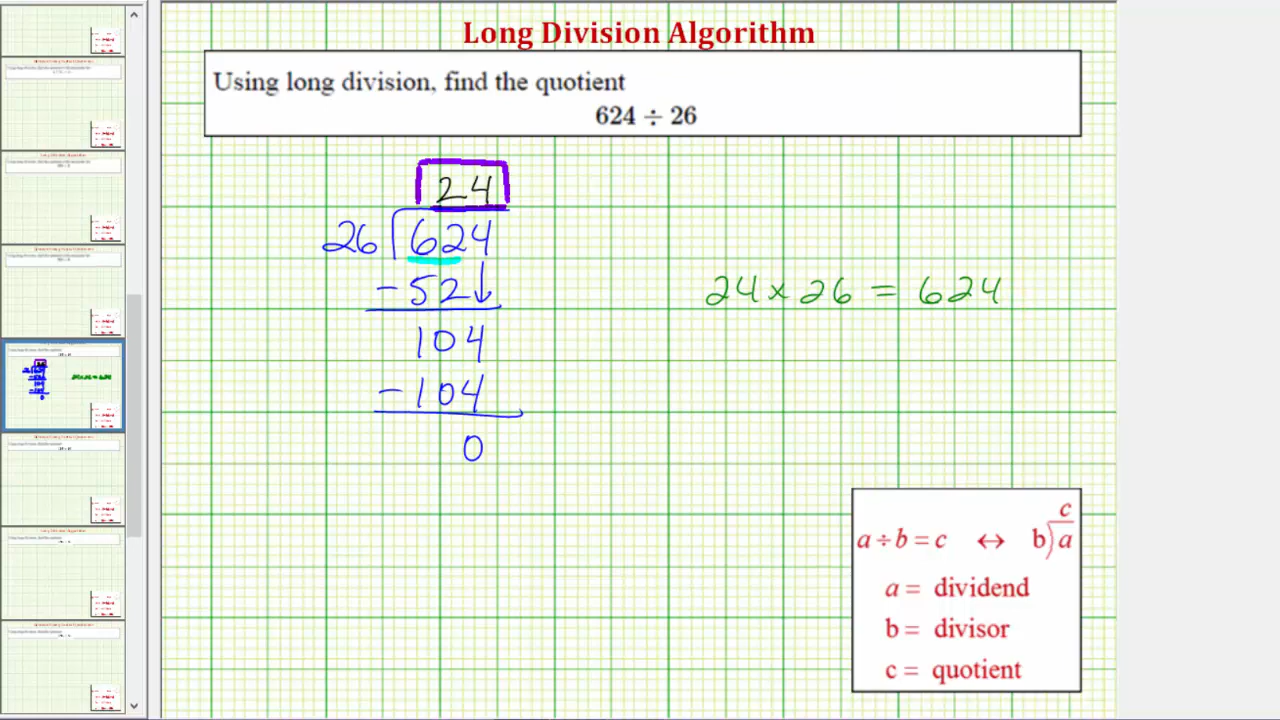 Long Division Algorithm
Using long division, find the quotient
624 ÷ 26
24
26 624
-52↓
104
-104
0
24 × 26 = 624
c
a ÷ b = c ↔ b)a
a = dividend
b = divisor
c = quotient